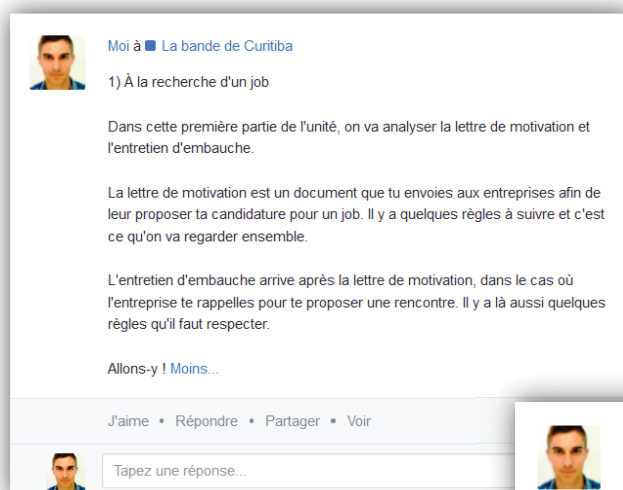 Moi à La bande de Curitiba
1) À la recherche d'un job
Dans cette première partie de l'unité, on va analyser la lettre de motivation et
l'entretien d'embauche.
La lettre de motivation est un document que tu envoies aux entreprises afin de
leur proposer ta candidature pour un job. Il y a quelques règles à suivre et c'est
ce qu'on va regarder ensemble.
L'entretien d'embauche arrive après la lettre de motivation, dans le cas où
l'entreprise te rappelles pour te proposer une rencontre. Il y a là aussi quelques
règles qu'il faut respecter.
Allons-y ! Moins...
J'aime • Répondre • Partager • Voir
Tapez une réponse...